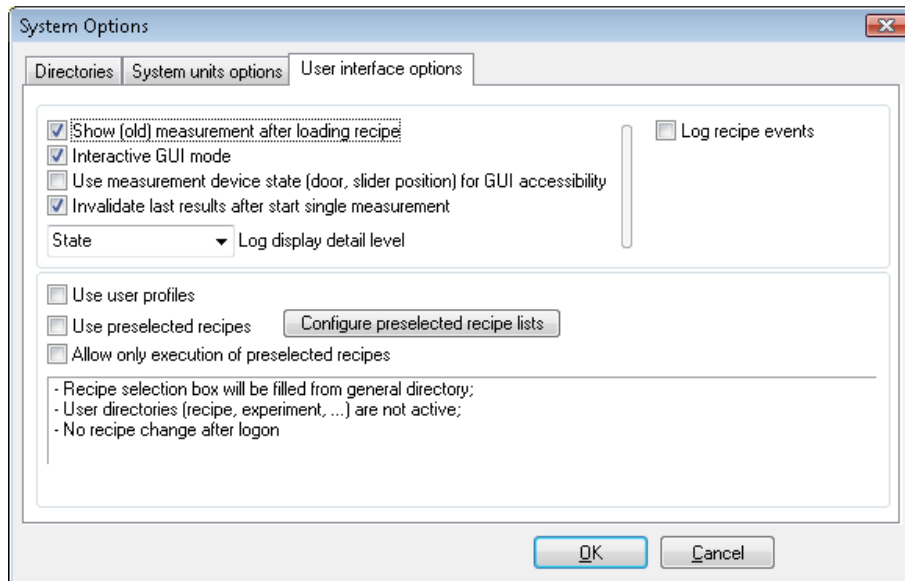 System Options
Directories
System units options
User interface options
Show (old) measurement after loading recipe
Log recipe events
Interactive GUI mode
Use measurement device state (door, slider position) for GUI accessibility
Invalidate last results after start single measurement
State
Log display detail level
Use user profiles
Use preselected recipes
Configure preselected recipe lists
Allow only execution of preselected recipes
- Recipe selection box will be filled from general directory;
- User directories (recipe, experiment, ...) are not active;
- No recipe change after logon
OK
Cancel